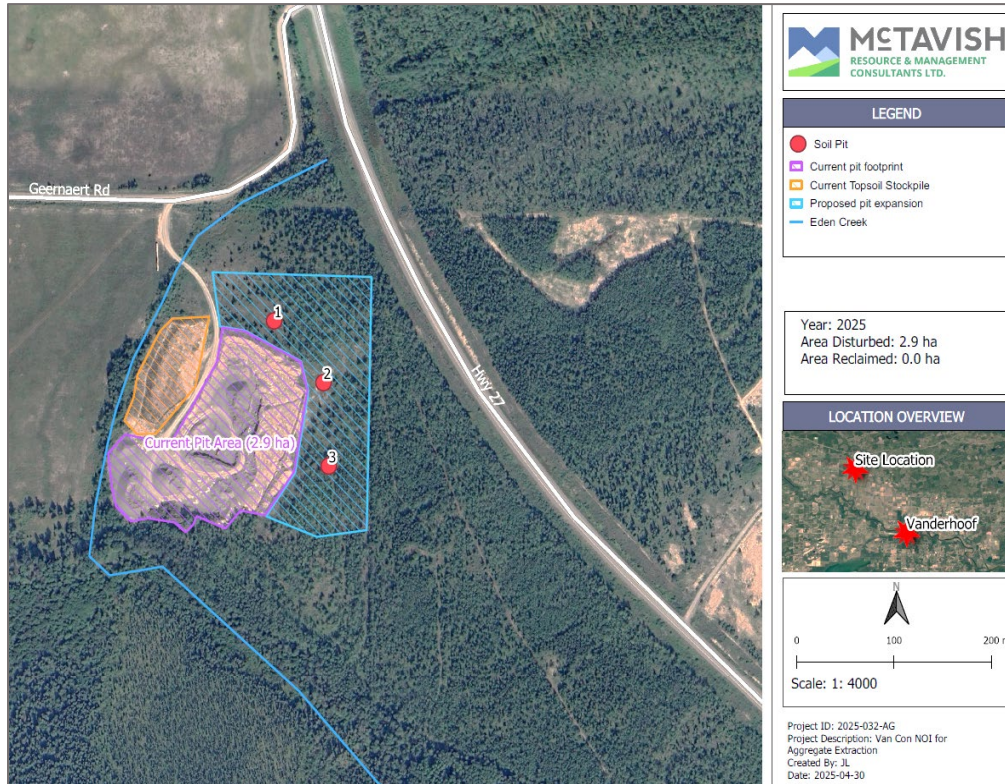 Geernaert Rd
1
2
3
Current Pit Area (2.9 ha)
Hwy 27
MCTAVISH
RESOURCE & MANAGEMENT
CONSULTANTS LTD.
LEGEND
Soil Pit
Current pit footprint
Current Topsoil Stockpile
Proposed pit expansion
Eden Creek
Year: 2025
Area Disturbed: 2.9 ha
Area Reclaimed: 0.0 ha
LOCATION OVERVIEW
Site Location
Vanderhoof
N
0 100 200 m
Scale: 1: 4000
Project ID: 2025-032-AG
Project Description: Van Con NOI for
Aggregate Extraction
Created By: JL
Date: 2025-04-30